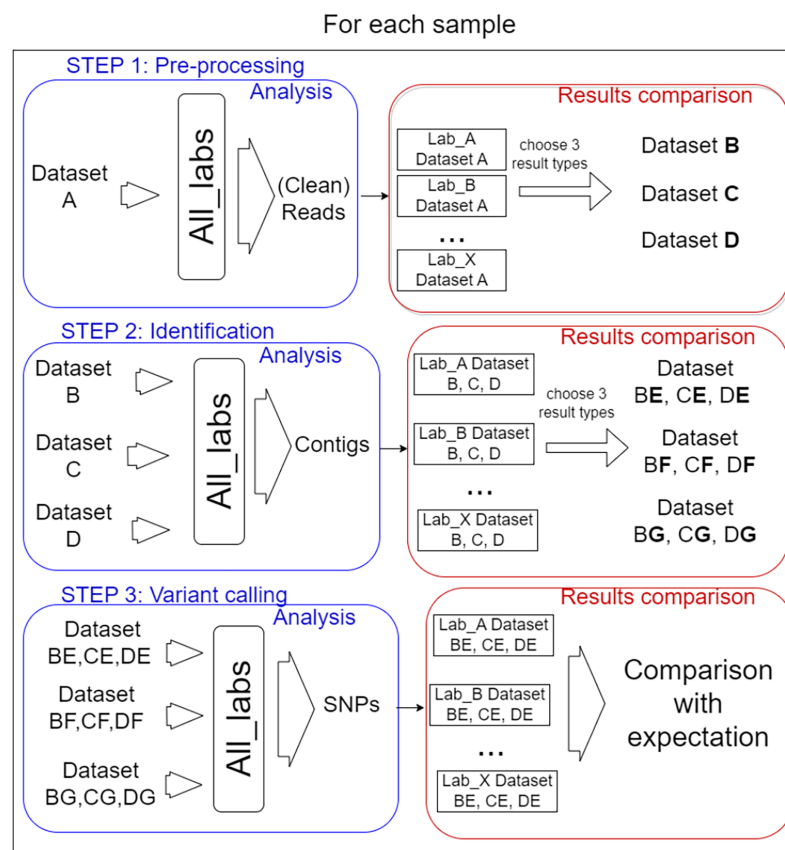 For each sample
STEP 1: Pre-processing
Analysis
Dataset
A
All_labs
(Clean)
Reads
Results comparison
Lab_A
Dataset A
Lab_B
Dataset A
...
Lab_X
Dataset A
choose 3
result types
Dataset B
Dataset C
Dataset D
STEP 2: Identification
Analysis
Dataset
B
Dataset
C
Dataset
D
All_labs
Contigs
Results comparison
Lab_A Dataset
B, C, D
Lab_B Dataset
B, C, D
...
Lab_X Dataset
B, C, D
choose 3
result types
Dataset
BE, CE, DE
Dataset
BF, CF, DF
Dataset
BG, CG, DG
STEP 3: Variant calling
Analysis
Dataset
BE,CE,DE
Dataset
BF,CF,DF
Dataset
BG,CG,DG
All_labs
SNPs
Results comparison
Lab_A Dataset
BE, CE, DE
Lab_B Dataset
BE, CE, DE
...
Lab_X Dataset
BE, CE, DE
Comparison
with
expectation